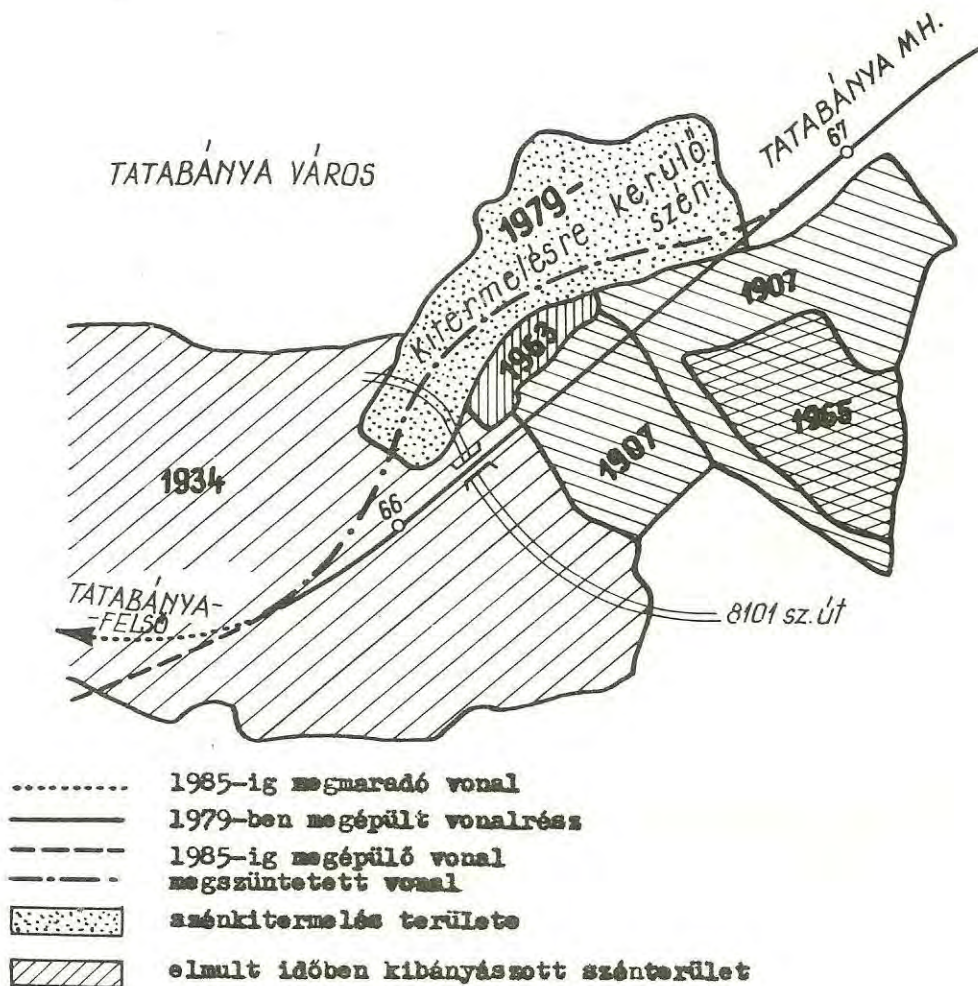 TATABÁNYA MH.
67
TATABÁNYA VÁROS
1979-
kitermelésre kerülő
szén
1907
1963
1965
1907
1934
66
TATABÁNYA-
-FELSŐ
8101 sz. út
1985-ig megmaradó vonal
1979-ben megépült vonalrész
1985-ig megépülő vonal
megszüntetett vonal
szénkitermelés területe
elmult időben kibányászott szénterület